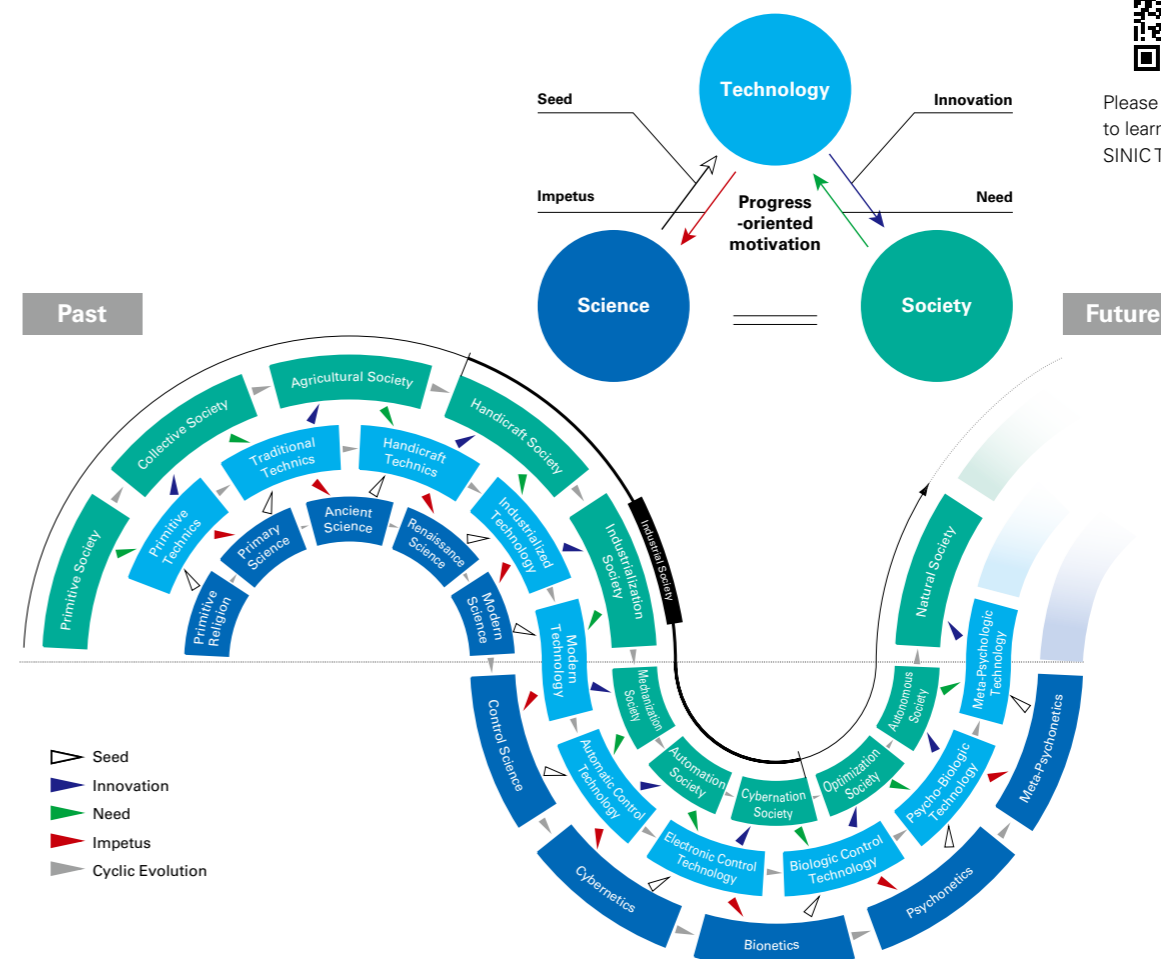 Technology
Seed
Innovation
Please
to learn
SINIC T
Impetus
Progress
-oriented
motivation
Need
Science
Society
Past
Future
Primitive Society
Collective Society
Agricultural Society
Handicraft Society
Industrialization
Society
Industrial Society
Mechanization
Society
Automation
Society
Cybernation
Society
Optimization
Society
Autonomous
Society
Natural Society
Primitive
Technics
Traditional
Technics
Handicraft
Technics
Industrialized
Technology
Modern
Technology
Automatic Control
Technology
Electronic Control
Technology
Biologic Control
Technology
Psycho-Biologic
Technology
Meta-Psychologic
Technology
Primitive
Religion
Primary
Science
Ancient
Science
Renaissance
Science
Modern
Science
Control Science
Cybernetics
Bionetics
Psychonetics
Meta-Psychonetics
Seed
Innovation
Need
Impetus
Cyclic Evolution